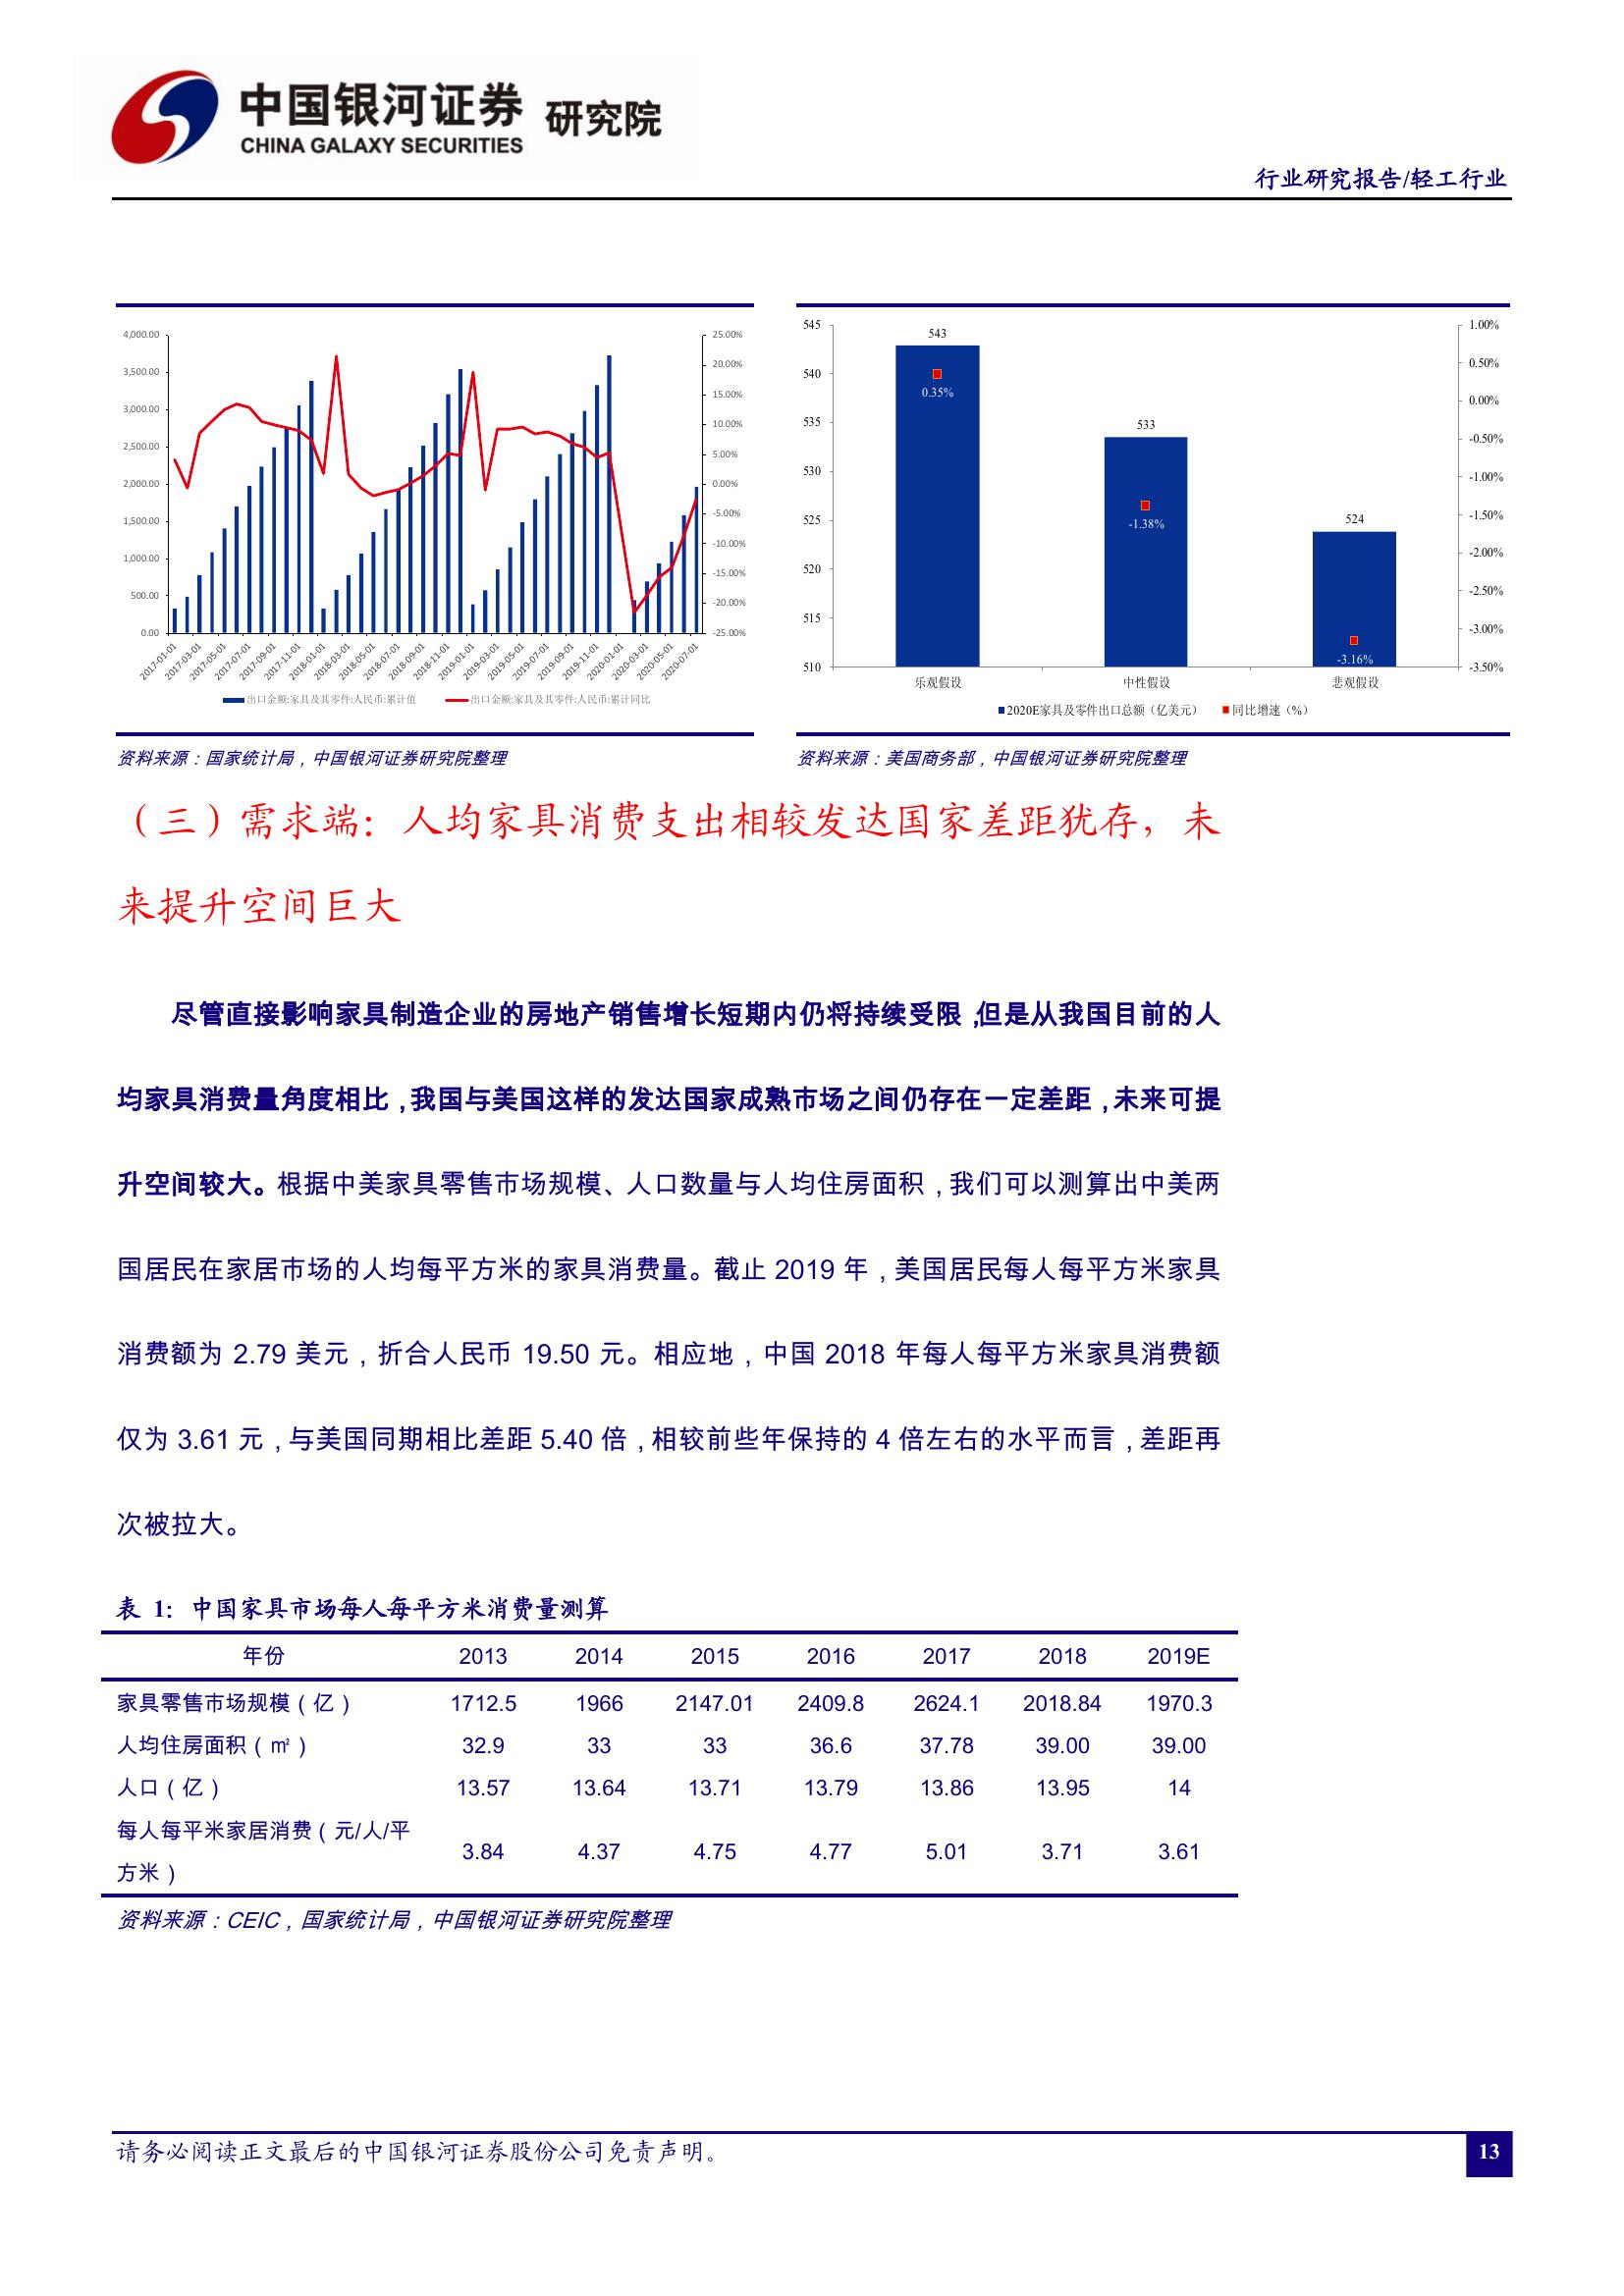 中国银河证券 研究院
CHINA GALAXY SECURITIES
行业研究报告/轻工行业
4,000.00
3,500.00
3,000.00
2,500.00
2,000.00
1,500.00
1,000.00
500.00
0.00
25.00%
20.00%
15.00%
10.00%
5.00%
0.00%
-5.00%
-10.00%
-15.00%
-20.00%
-25.00%
2017-01-01 2017-03-01 2017-05-01 2017-07-01 2017-09-01 2017-11-01 2018-01-01 2018-03-01 2018-05-01 2018-07-01 2018-09-01 2018-11-01 2019-01-01 2019-03-01 2019-05-01 2019-07-01 2019-09-01 2019-11-01 2020-01-01 2020-03-01 2020-05-01 2020-07-01
出口金额:家具及其零件:人民币:累计值 出口金额:家具及其零件:人民币:累计同比
资料来源：国家统计局，中国银河证券研究院整理
545
540
535
530
525
520
515
510
543
533
524
0.35%
-1.38%
-3.16%
1.00%
0.50%
0.00%
-0.50%
-1.00%
-1.50%
-2.00%
-2.50%
-3.00%
-3.50%
乐观假设 中性假设 悲观假设
2020E家具及零件出口总额（亿美元） 同比增速（%）
资料来源：美国商务部，中国银河证券研究院整理
（三）需求端：人均家具消费支出相较发达国家差距犹存，未
来提升空间巨大
尽管直接影响家具制造企业的房地产销售增长短期内仍将持续受限，但是从我国目前的人
均家具消费量角度相比，我国与美国这样的发达国家成熟市场之间仍存在一定差距，未来可提
升空间较大。根据中美家具零售市场规模、人口数量与人均住房面积，我们可以测算出中美两
国居民在家居市场的人均每平方米的家具消费量。截止 2019 年，美国居民每人每平方米家具
消费额为 2.79 美元，折合人民币 19.50 元。相应地，中国 2018 年每人每平方米家具消费额
仅为 3.61 元，与美国同期相比差距 5.40 倍，相较前些年保持的 4 倍左右的水平而言，差距再
次被拉大。
表 1：中国家具市场每人每平方米消费量测算
年份 2013 2014 2015 2016 2017 2018 2019E
家具零售市场规模（亿） 1712.5 1966 2147.01 2409.8 2624.1 2018.84 1970.3
人均住房面积（㎡） 32.9 33 33 36.6 37.78 39.00 39.00
人口（亿） 13.57 13.64 13.71 13.79 13.86 13.95 14
每人每平米家居消费（元/人/平
方米） 3.84 4.37 4.75 4.77 5.01 3.71 3.61
资料来源：CEIC，国家统计局，中国银河证券研究院整理
请务必阅读正文最后的中国银河证券股份公司免责声明。
13